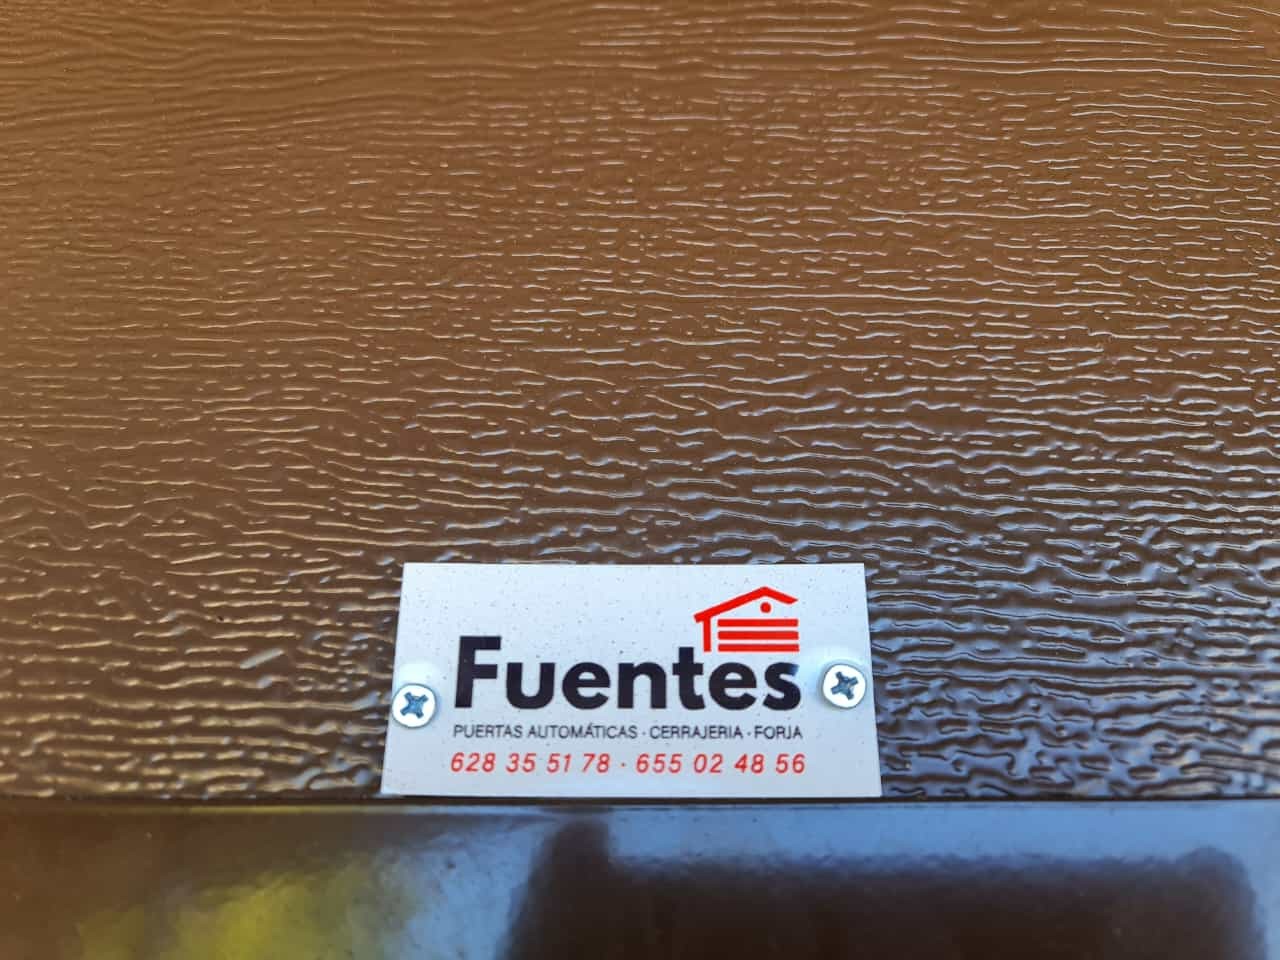 Fuentes
PUERTAS AUTOMÁTICAS · CERRAJERIA · FORJA
628 35 51 78 · 655 02 48 56